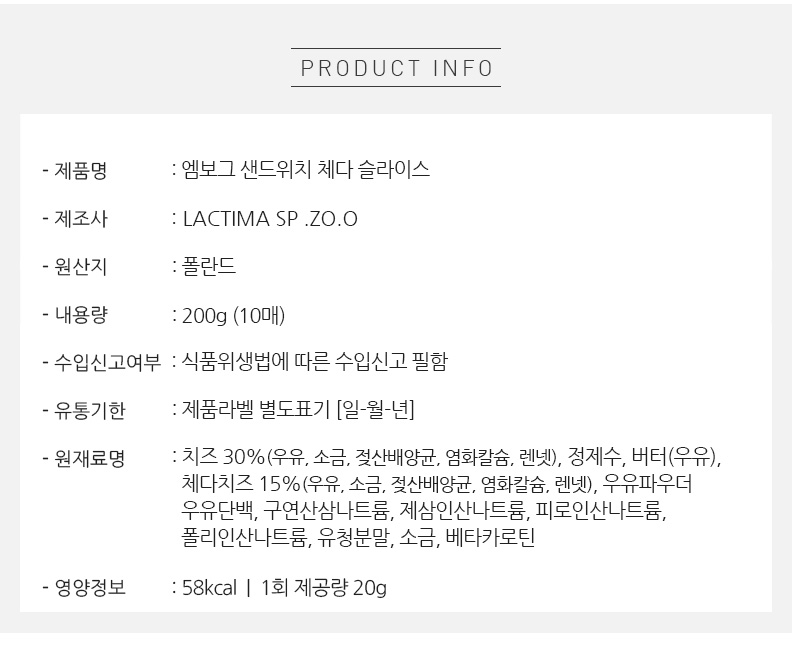 PRODUCT INFO
- 제품명 : 엠보그 샌드위치 체다 슬라이스
- 제조사 : LACTIMA SP .ZO.O
- 원산지 : 폴란드
- 내용량 : 200g (10매)
- 수입신고여부 : 식품위생법에 따른 수입신고 필함
- 유통기한 : 제품라벨 별도표기 [일-월-년]
- 원재료명 : 치즈 30%(우유, 소금, 젖산배양균, 염화칼슘, 렌넷), 정제수, 버터(우유),
체다치즈 15%(우유, 소금, 젖산배양균, 염화칼슘, 렌넷), 우유파우더
우유단백, 구연산삼나트륨, 제삼인산나트륨, 피로인산나트륨,
폴리인산나트륨, 유청분말, 소금, 베타카로틴
- 영양정보 : 58kcal | 1회 제공량 20g